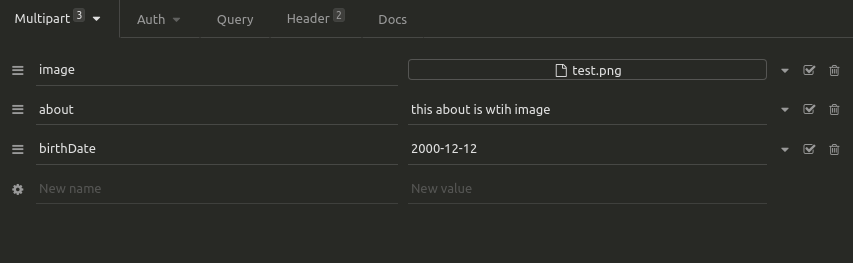 Multipart 3 Auth Query Header 2 Docs
image test.png
about this about is wtih image
birthDate 2000-12-12
New name New value